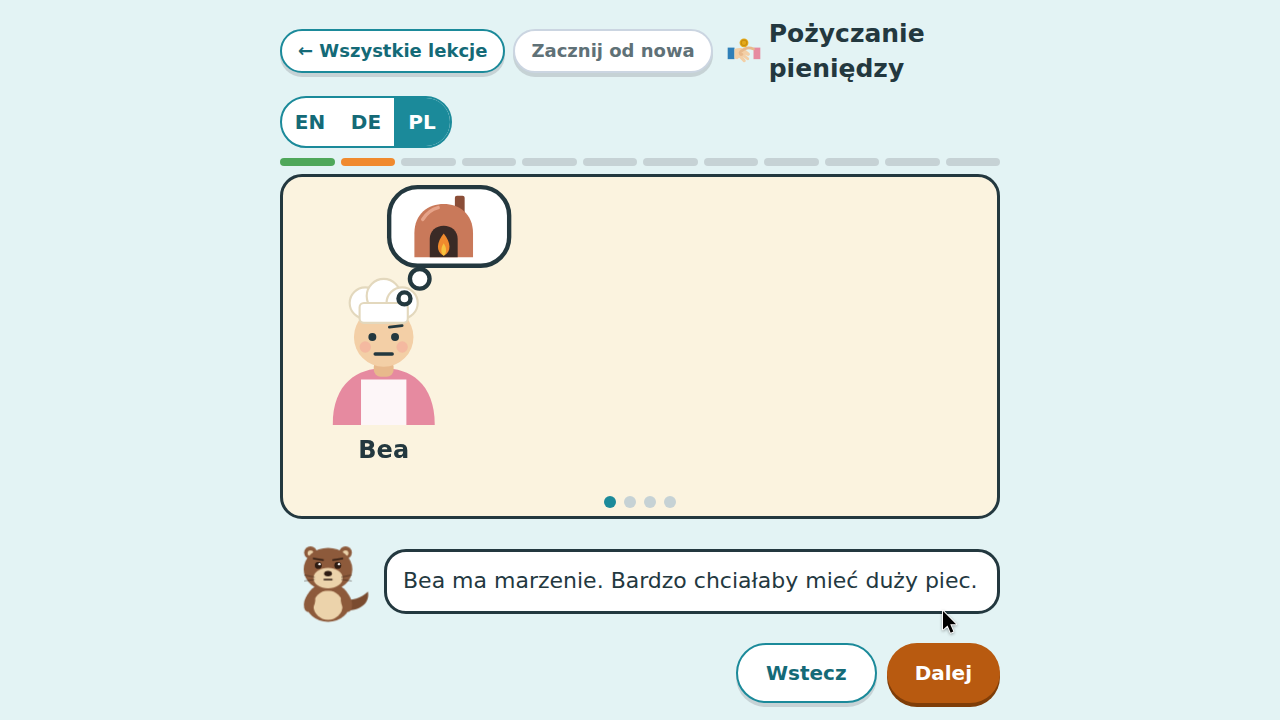 ← Wszystkie lekcje
Zacznij od nowa
Pożyczanie
pieniędzy
EN DE PL
Bea
Bea ma marzenie. Bardzo chciałaby mieć duży piec.
Wstecz
Dalej